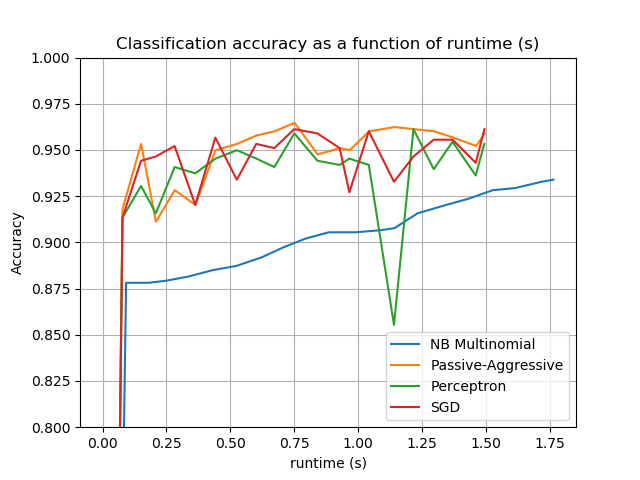 Classification accuracy as a function of runtime (s)
1.000
0.975
0.950
0.925
0.900
0.875
0.850
0.825
0.800
Accuracy
NB Multinomial
Passive-Aggressive
Perceptron
SGD
0.00 0.25 0.50 0.75 1.00 1.25 1.50 1.75
runtime (s)